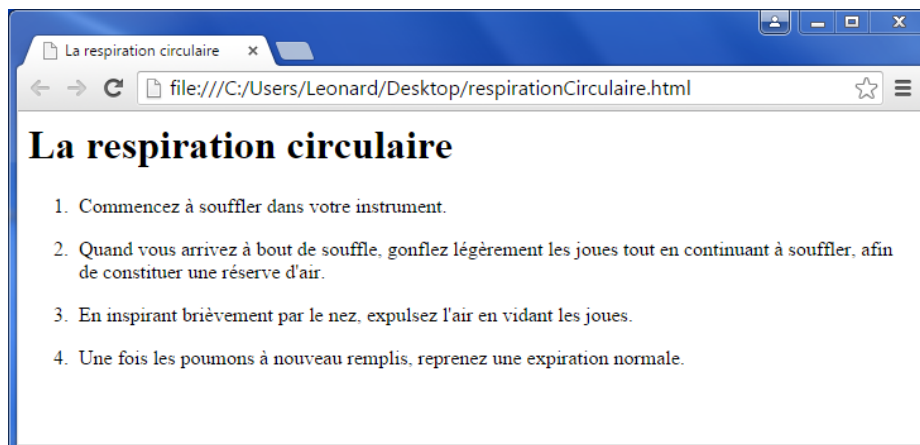 La respiration circulaire
file:///C:/Users/Leonard/Desktop/respirationCirculaire.html
La respiration circulaire
1. Commencez à souffler dans votre instrument.
2. Quand vous arrivez à bout de souffle, gonflez légèrement les joues tout en continuant à souffler, afin
de constituer une réserve d'air.
3. En inspirant brièvement par le nez, expulsez l'air en vidant les joues.
4. Une fois les poumons à nouveau remplis, reprenez une expiration normale.